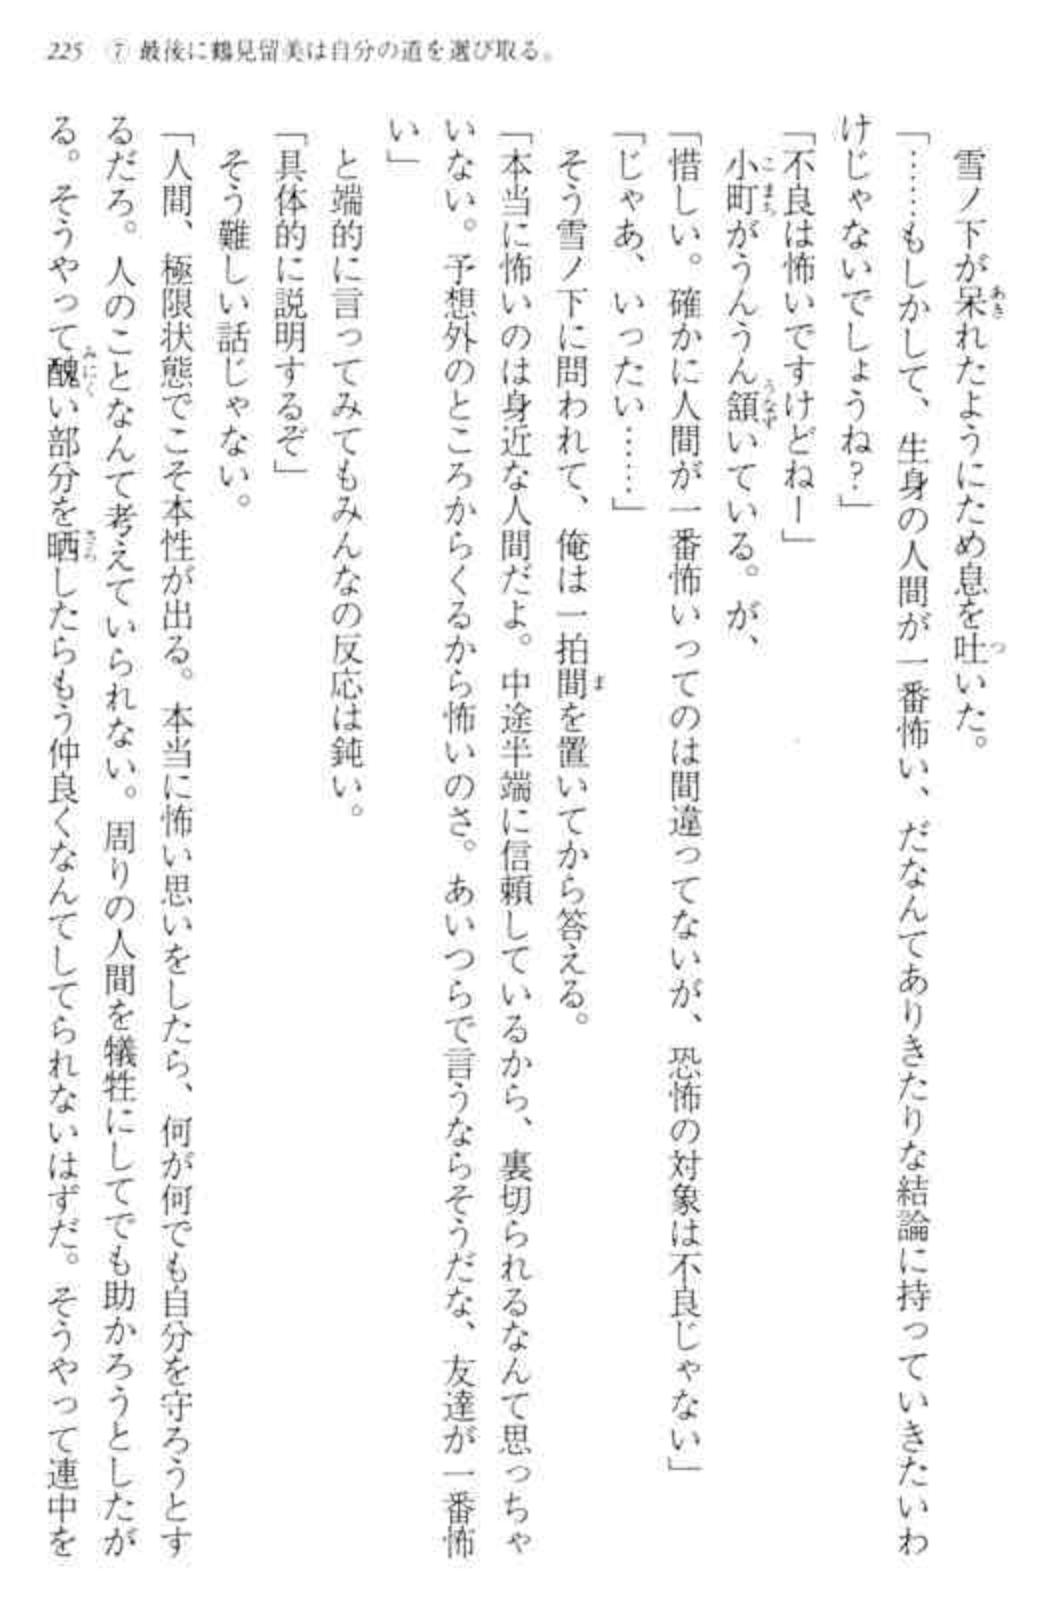 225 ⑦ 最後に鶴見留美は自分の道を選び取る。
雪ノ下が呆れたようにため息を吐いた。
「……もしかして、生身の人間が一番怖い、だなんてありきたりな結論に持っていきたいわ
けじゃないでしょうね?」
「不良は怖いですけどねー」
小町がうんうん頷いている。が、
「惜しい。確かに人間が一番怖いってのは間違ってないが、恐怖の対象は不良じゃない」
「じゃあ、いったい……」
そう雪ノ下に問われて、俺は一拍間を置いてから答える。
「本当に怖いのは身近な人間だよ。中途半端に信頼しているから、裏切られるなんて思っちゃ
いない。予想外のところからくるから怖いのさ。あいつらで言うならそうだな、友達が一番怖
い」
と端的に言ってみてもみんなの反応は鈍い。
「具体的に説明するぞ」
そう難しい話じゃない。
「人間、極限状態でこそ本性が出る。本当に怖い思いをしたら、何が何でも自分を守ろうとす
るだろ。人のことなんて考えていられない。周りの人間を犠牲にしてでも助かろうとしたが
る。そうやって醜い部分を晒したらもう仲良くなんてしてられないはずだ。そうやって連中を